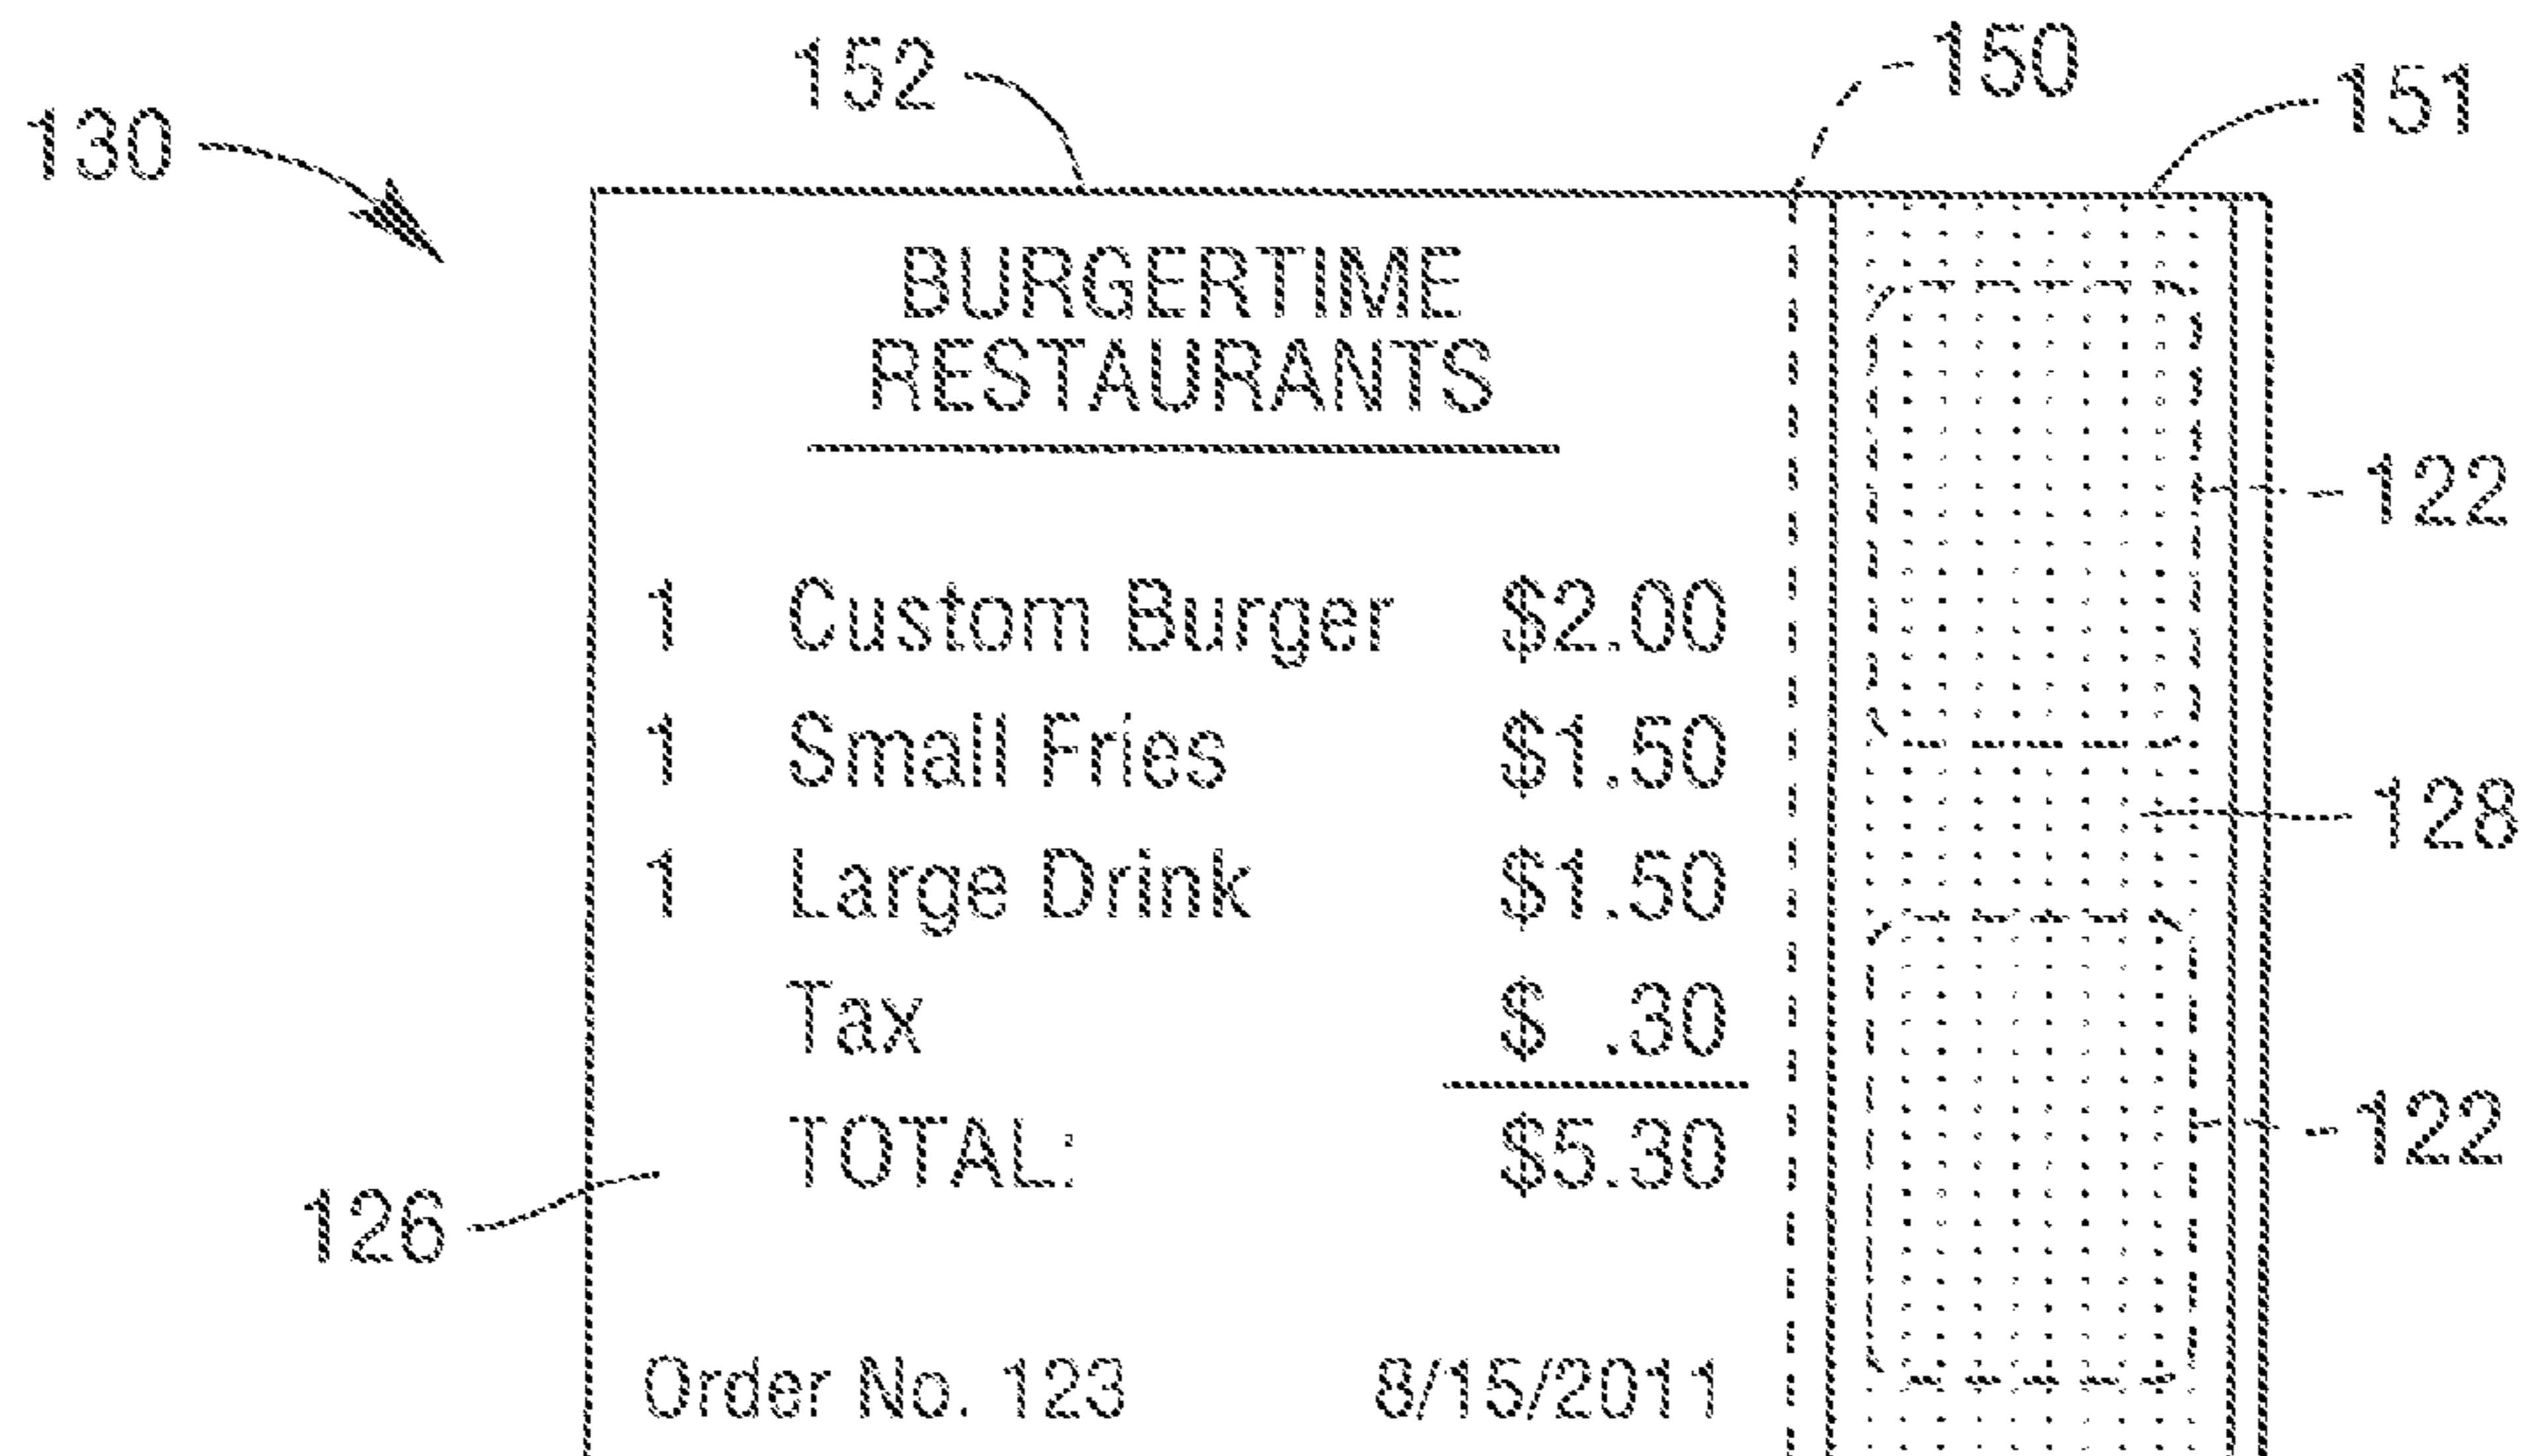 152
150
151
130
BURGERTIME
RESTAURANTS
122
1 Custom Burger $2.00
1 Small Fries $1.50
128
1 Large Drink $1.50
Tax $ .30
122
TOTAL: $5.30
126
Order No. 123 8/15/2011